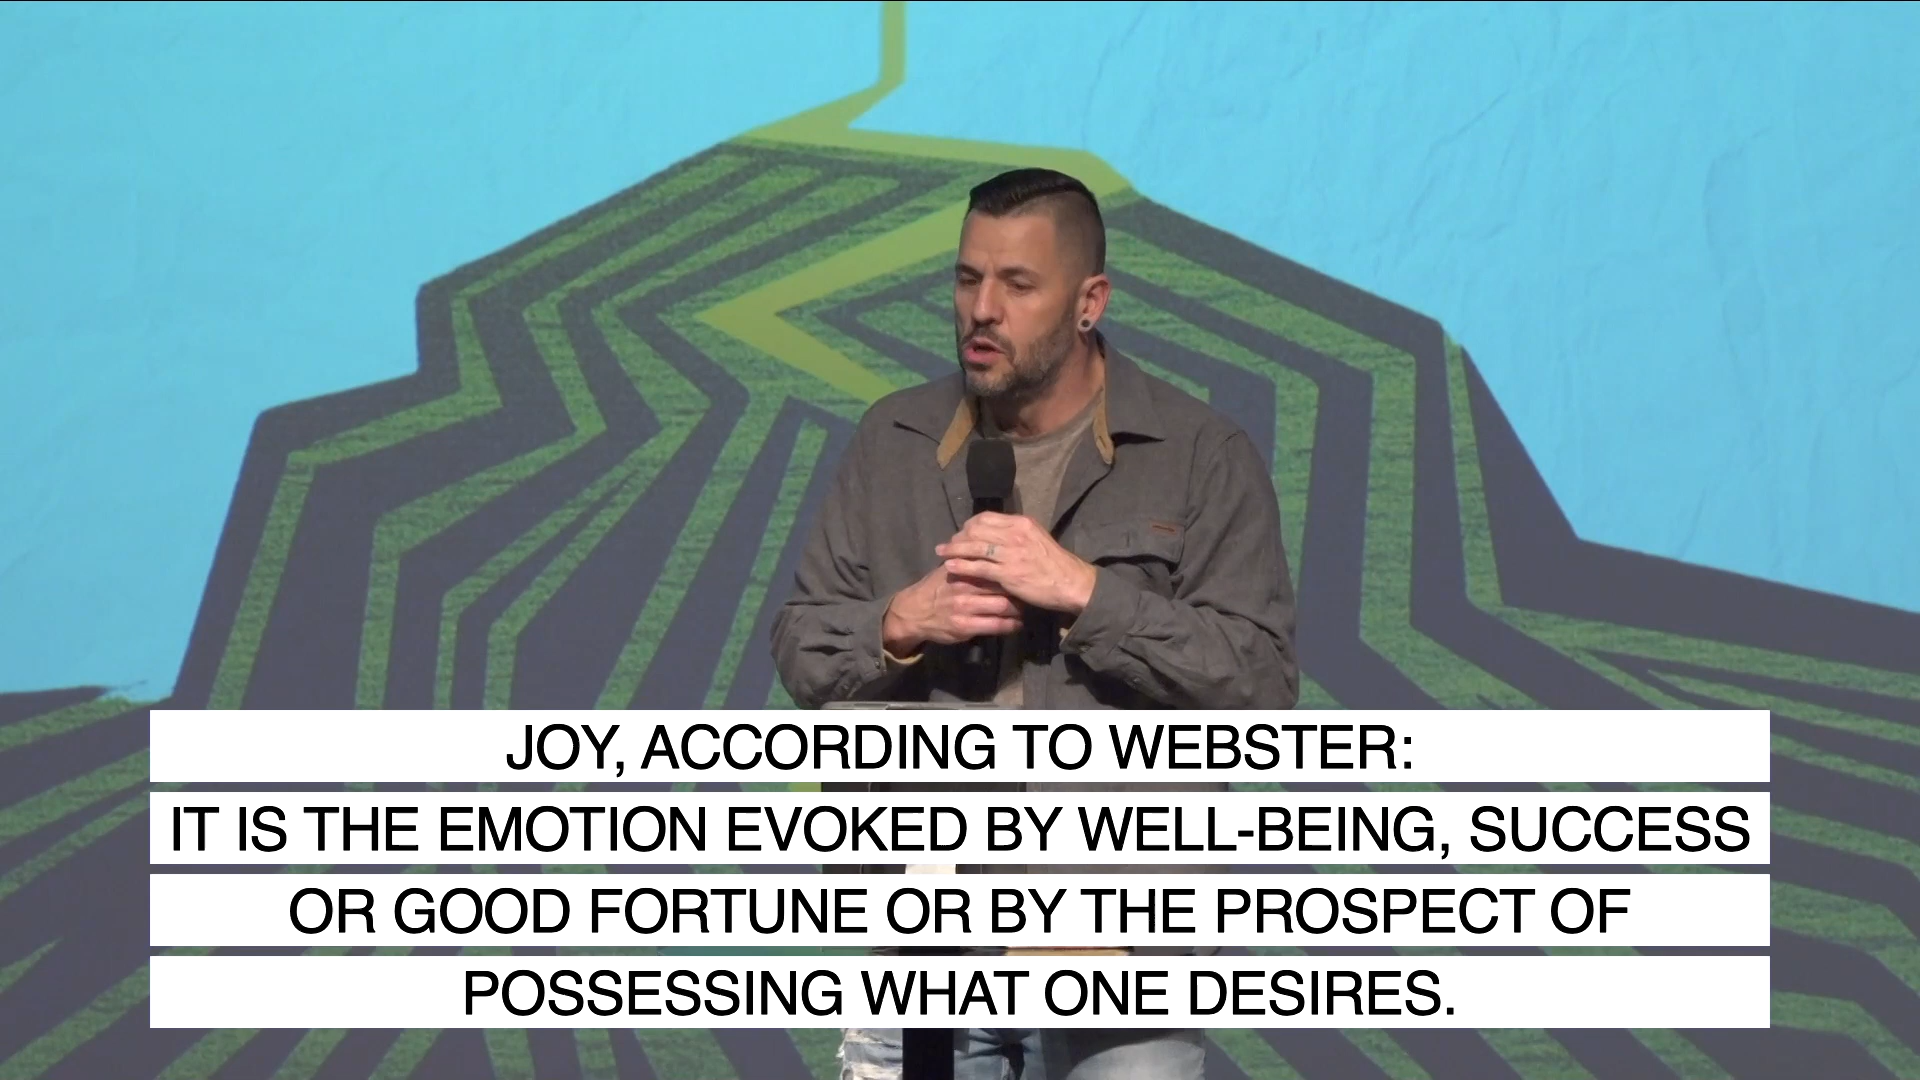 JOY, ACCORDING TO WEBSTER:
IT IS THE EMOTION EVOKED BY WELL-BEING, SUCCESS
OR GOOD FORTUNE OR BY THE PROSPECT OF
POSSESSING WHAT ONE DESIRES.